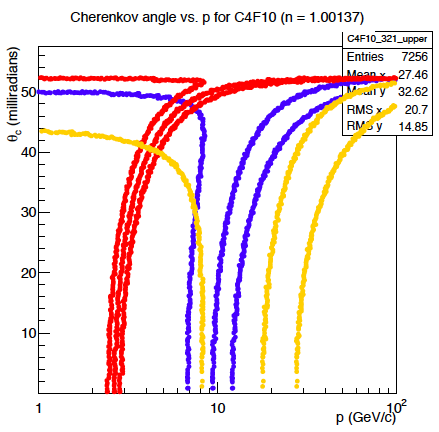 Cherenkov angle vs. p for C4F10 (n = 1.00137)
C4F10_321_upper
Entries 7256
Mean x 27.46
Mean y 32.62
RMS x 20.7
RMS y 14.85
θc (milliradians)
50
40
30
20
10
1 10 10²
p (GeV/c)